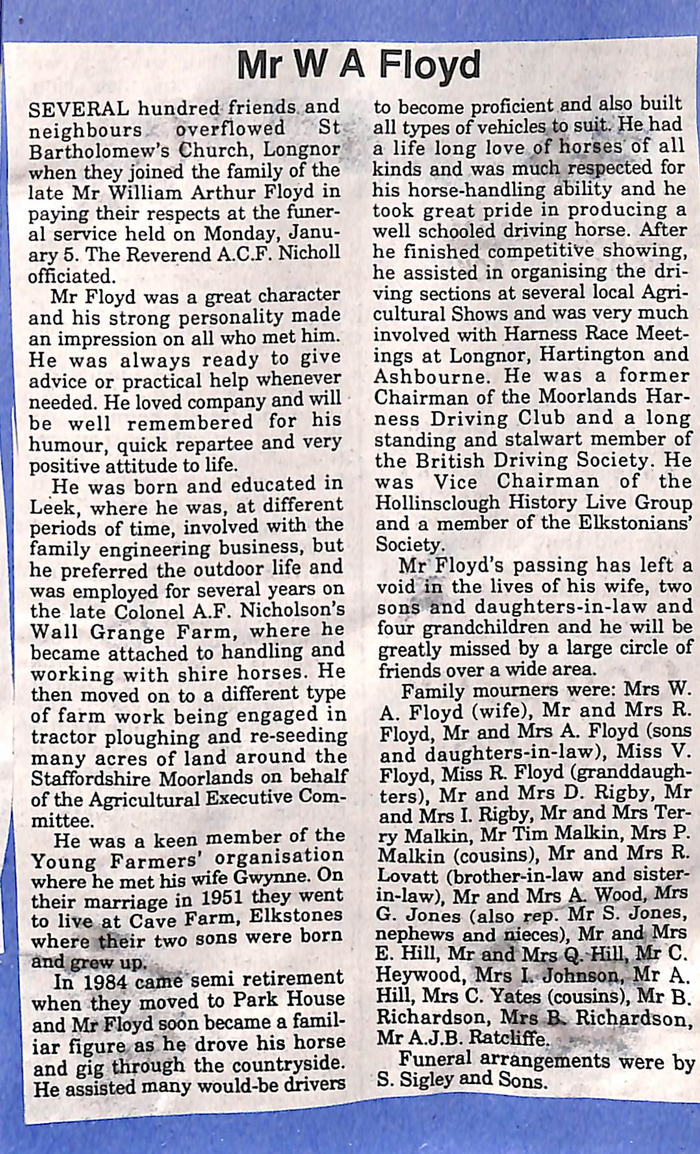 Mr W A Floyd
SEVERAL hundred friends and
neighbours overflowed St
Bartholomew's Church, Longnor
when they joined the family of the
late Mr William Arthur Floyd in
paying their respects at the funer-
al service held on Monday, Janu-
ary 5. The Reverend A.C.F. Nicholl
officiated.
Mr Floyd was a great character
and his strong personality made
an impression on all who met him.
He was always ready to give
advice or practical help whenever
needed. He loved company and will
be well remembered for his
humour, quick repartee and very
positive attitude to life.
He was born and educated in
Leek, where he was, at different
periods of time, involved with the
family engineering business, but
he preferred the outdoor life and
was employed for several years on
the late Colonel A.F. Nicholson's
Wall Grange Farm, where he
became attached to handling and
working with shire horses. He
then moved on to a different type
of farm work being engaged in
tractor ploughing and re-seeding
many acres of land around the
Staffordshire Moorlands on behalf
of the Agricultural Executive Com-
mittee.
He was a keen member of the
Young Farmers' organisation
where he met his wife Gwynne. On
their marriage in 1951 they went
to live at Cave Farm, Elkstones
where their two sons were born
and grew up.
In 1984 came semi retirement
when they moved to Park House
and Mr Floyd soon became a famil-
iar figure as he drove his horse
and gig through the countryside.
He assisted many would-be drivers
to become proficient and also built
all types of vehicles to suit. He had
a life long love of horses of all
kinds and was much respected for
his horse-handling ability and he
took great pride in producing a
well schooled driving horse. After
he finished competitive showing,
he assisted in organising the dri-
ving sections at several local Agri-
cultural Shows and was very much
involved with Harness Race Meet-
ings at Longnor, Hartington and
Ashbourne. He was a former
Chairman of the Moorlands Har-
ness Driving Club and a long
standing and stalwart member of
the British Driving Society. He
was Vice Chairman of the
Hollinsclough History Live Group
and a member of the Elkstonians'
Society.
Mr Floyd's passing has left a
void in the lives of his wife, two
sons and daughters-in-law and
four grandchildren and he will be
greatly missed by a large circle of
friends over a wide area.
Family mourners were: Mrs W.
A. Floyd (wife), Mr and Mrs R.
Floyd, Mr and Mrs A. Floyd (sons
and daughters-in-law), Miss V.
Floyd, Miss R. Floyd (granddaugh-
ters), Mr and Mrs D. Rigby, Mr
and Mrs I. Rigby, Mr and Mrs Ter-
ry Malkin, Mr Tim Malkin, Mrs P.
Malkin (cousins), Mr and Mrs R.
Lovatt (brother-in-law and sister-
in-law), Mr and Mrs A. Wood, Mrs
G. Jones (also rep. Mr S. Jones,
nephews and nieces), Mr and Mrs
E. Hill, Mr and Mrs Q. Hill, Mr C.
Heywood, Mrs I. Johnson, Mr A.
Hill, Mrs C. Yates (cousins), Mr B.
Richardson, Mrs B. Richardson,
Mr A.J.B. Ratcliffe.
Funeral arrangements were by
S. Sigley and Sons.